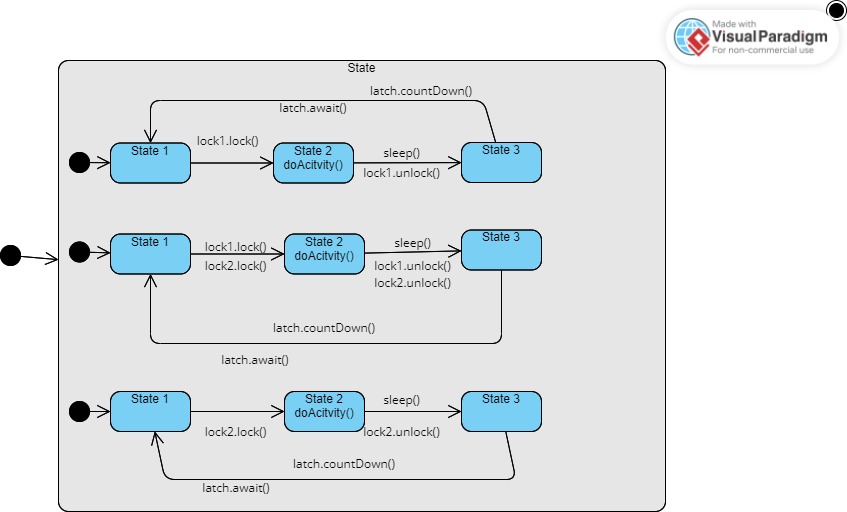 Made with
VisualParadigm
For non-commercial use
State
latch.countDown()
latch.await()
lock1.lock()
State 1
State 2
doAcitvity()
sleep()
lock1.unlock()
State 3
State 1
lock1.lock()
lock2.lock()
State 2
doAcitvity()
sleep()
lock1.unlock()
lock2.unlock()
State 3
latch.countDown()
latch.await()
State 1
lock2.lock()
State 2
doAcitvity()
sleep()
lock2.unlock()
State 3
latch.countDown()
latch.await()